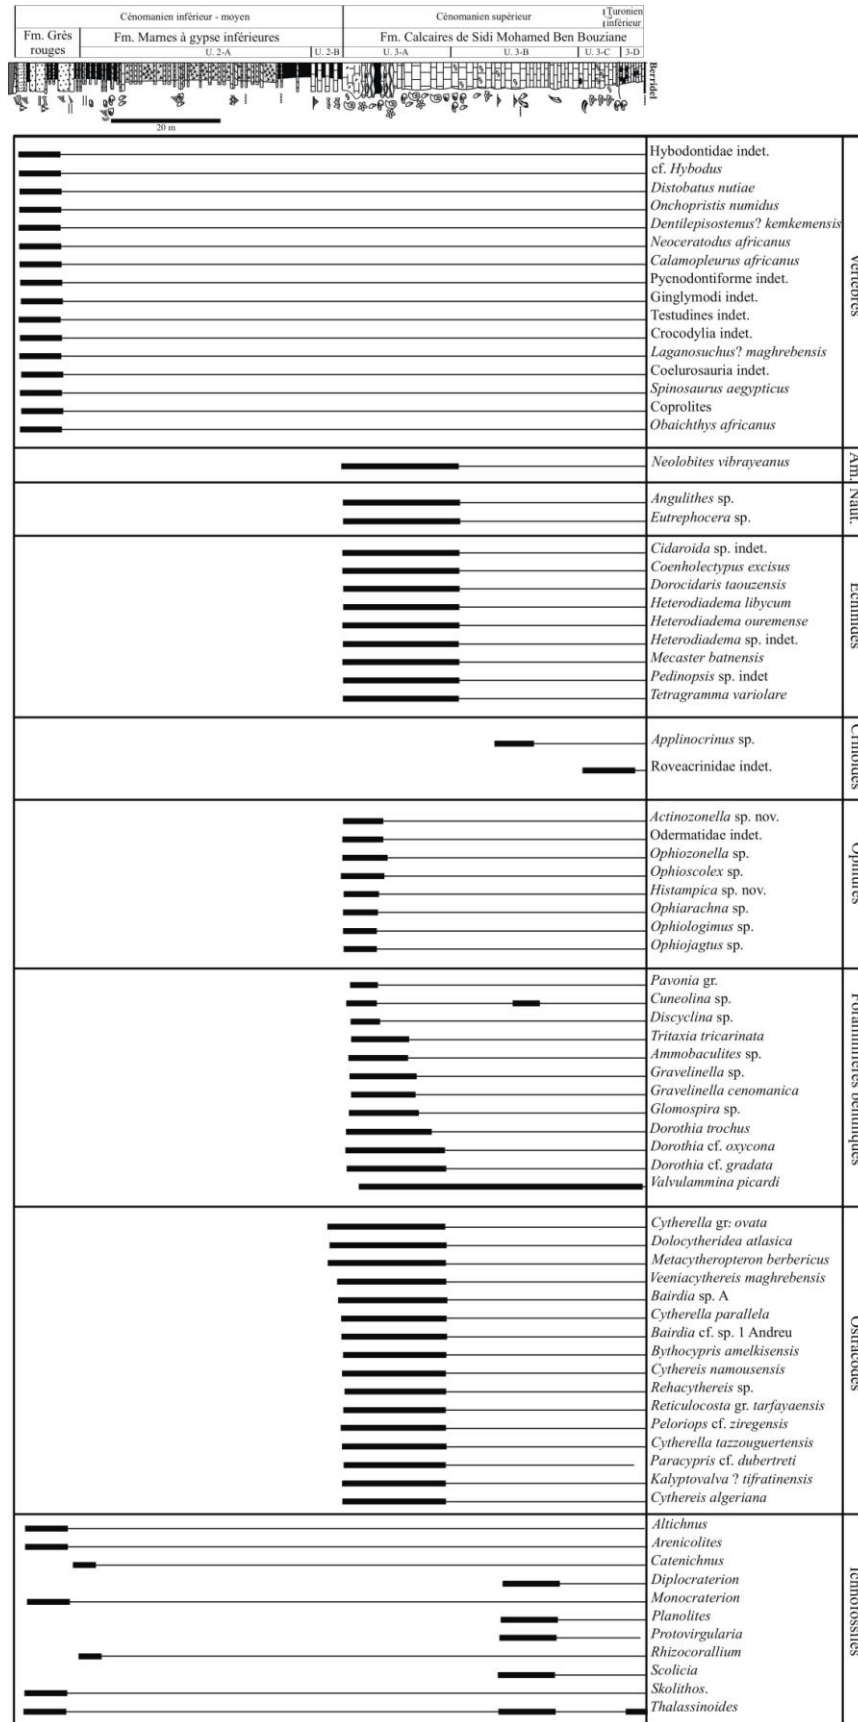 Cénomanien inférieur - moyen
Cénomanien supérieur
Turonien inférieur
Fm. Grès rouges
Fm. Marnes à gypse inférieures
Fm. Calcaires de Sidi Mohamed Ben Bouziane
U. 2-A
U. 2-B
U. 3-A
U. 3-B
U. 3-C
3-D
Berridel
20 m
Hybodontidae indet.
cf. Hybodus
Distobatus nutiae
Onchopristis numidus
Dentilepisostenus? kemkemensis
Neoceratodus africanus
Calamopleurus africanus
Pycnodontiforme indet.
Ginglymodi indet.
Testudines indet.
Crocodylia indet.
Laganosuchus? maghrebensis
Coelurosauria indet.
Spinosaurus aegypticus
Coprolites
Obaichthys africanus
Vertébrés
Neolobites vibrayeanus
Am.
Angulithes sp.
Eutrephocera sp.
Naut.
Cidaroida sp. indet.
Coenholectypus excisus
Dorocidaris taouzensis
Heterodiadema libycum
Heterodiadema ouremense
Heterodiadema sp. indet.
Mecaster batnensis
Pedinopsis sp. indet
Tetragramma variolare
Echinides
Applinocrinus sp.
Roveacrinidae indet.
Crinoïdes
Actinozonella sp. nov.
Odermatidae indet.
Ophiozonella sp.
Ophioscolex sp.
Histampica sp. nov.
Ophiarachna sp.
Ophiologimus sp.
Ophiojagtus sp.
Ophiures
Pavonia gr.
Cuneolina sp.
Discyclina sp.
Tritaxia tricarinata
Ammobaculites sp.
Gravelinella sp.
Gravelinella cenomanica
Glomospira sp.
Dorothia trochus
Dorothia cf. oxycona
Dorothia cf. gradata
Valvulammina picardi
Foraminifères benthiques
Cytherella gr. ovata
Dolocytheridea atlasica
Metacytheropteron berbericus
Veeniacythereis maghrebensis
Bairdia sp. A
Cytherella parallela
Bairdia cf. sp. 1 Andreu
Bythocypris amelkisensis
Cythereis namousensis
Rehacythereis sp.
Reticulocosta gr. tarfayaensis
Peloriops cf. ziregensis
Cytherella tazzouguertensis
Paracypris cf. dubertreti
Kalyptovalva ? tifratinensis
Cythereis algeriana
Ostracodes
Altichnus
Arenicolites
Catenichnus
Diplocraterion
Monocraterion
Planolites
Protovirgularia
Rhizocorallium
Scolicia
Skolithos.
Thalassinoides
Ichnofossiles